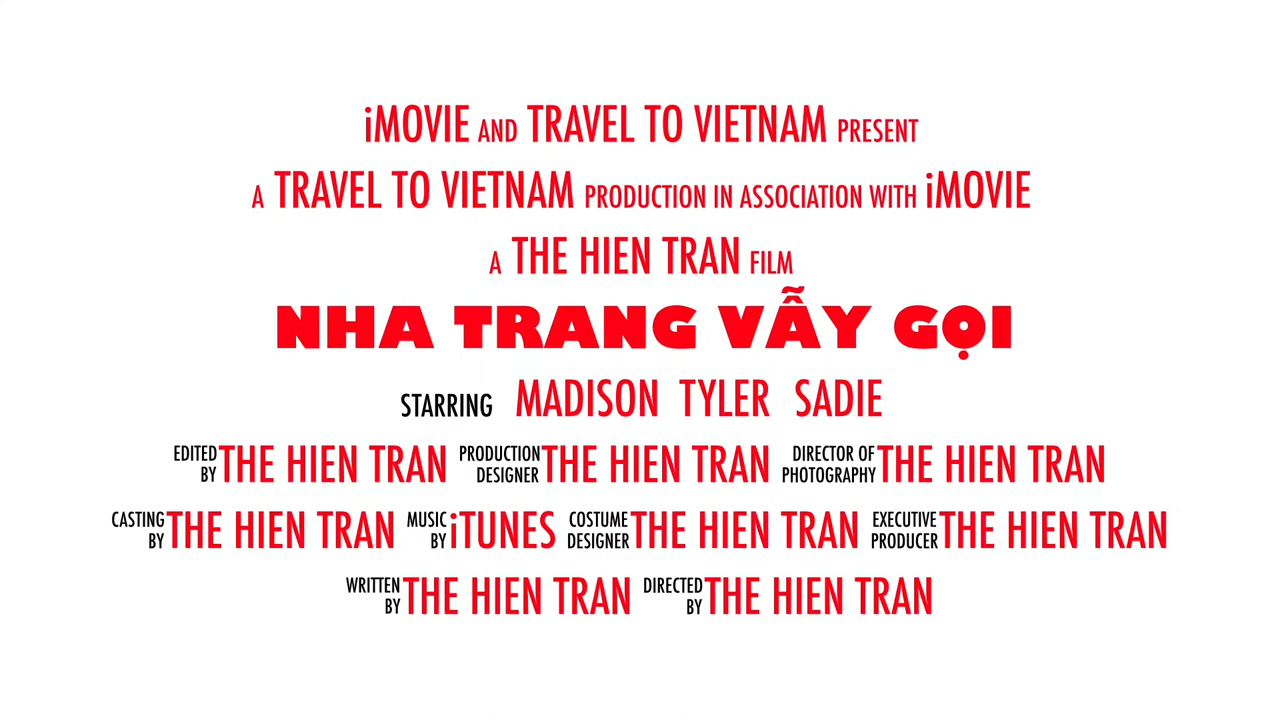 iMOVIE AND TRAVEL TO VIETNAM PRESENT
A TRAVEL TO VIETNAM PRODUCTION IN ASSOCIATION WITH iMOVIE
A THE HIEN TRAN FILM
NHA TRANG VẪY GỌI
STARRING MADISON TYLER SADIE
EDITED BY THE HIEN TRAN PRODUCTION DESIGNER THE HIEN TRAN DIRECTOR OF PHOTOGRAPHY THE HIEN TRAN
CASTING BY THE HIEN TRAN MUSIC BY iTUNES COSTUME DESIGNER THE HIEN TRAN EXECUTIVE PRODUCER THE HIEN TRAN
WRITTEN BY THE HIEN TRAN DIRECTED BY THE HIEN TRAN